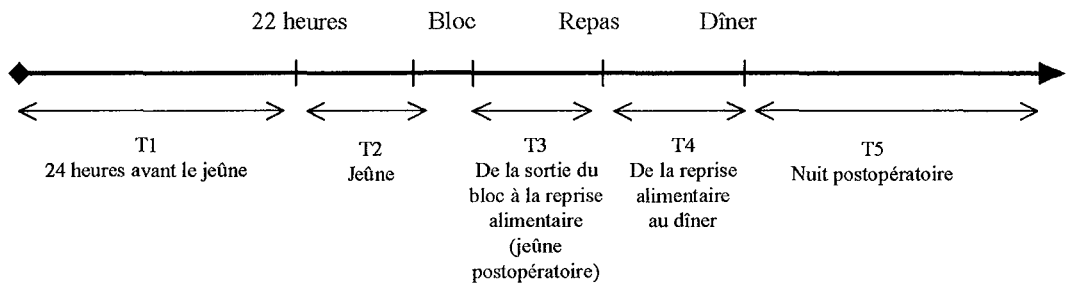 22 heures
Bloc
Repas
Dîner
T1
24 heures avant le jeûne
T2
Jeûne
T3
De la sortie du
bloc à la reprise
alimentaire
(jeûne
postopératoire)
T4
De la reprise
alimentaire
au dîner
T5
Nuit postopératoire